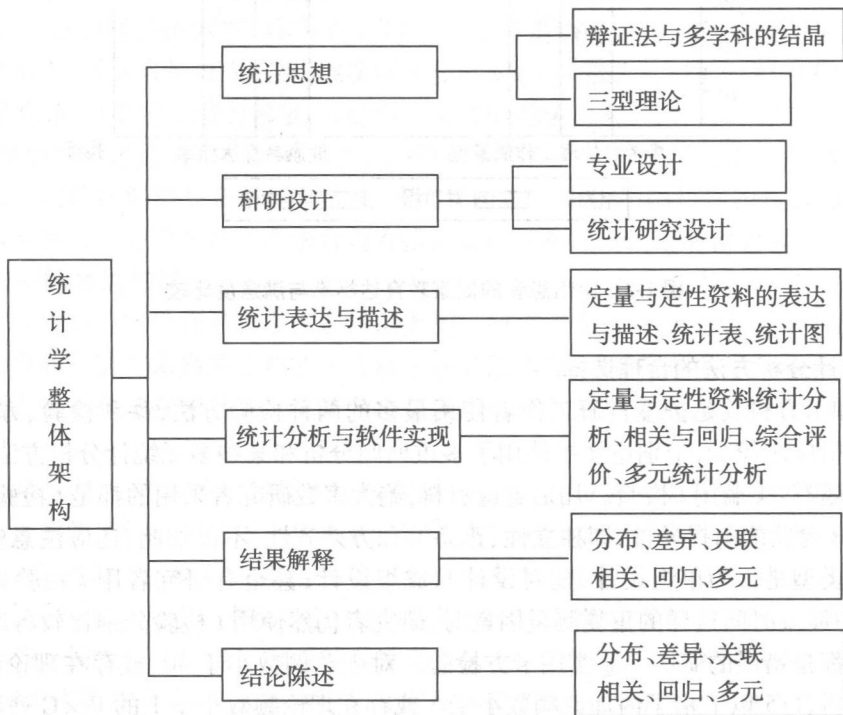 统计学整体架构
统计思想
辩证法与多学科的结晶
三型理论
科研设计
专业设计
统计研究设计
统计表达与描述
定量与定性资料的表达
与描述、统计表、统计图
统计分析与软件实现
定量与定性资料统计分
析、相关与回归、综合评
价、多元统计分析
结果解释
分布、差异、关联
相关、回归、多元
结论陈述
分布、差异、关联
相关、回归、多元